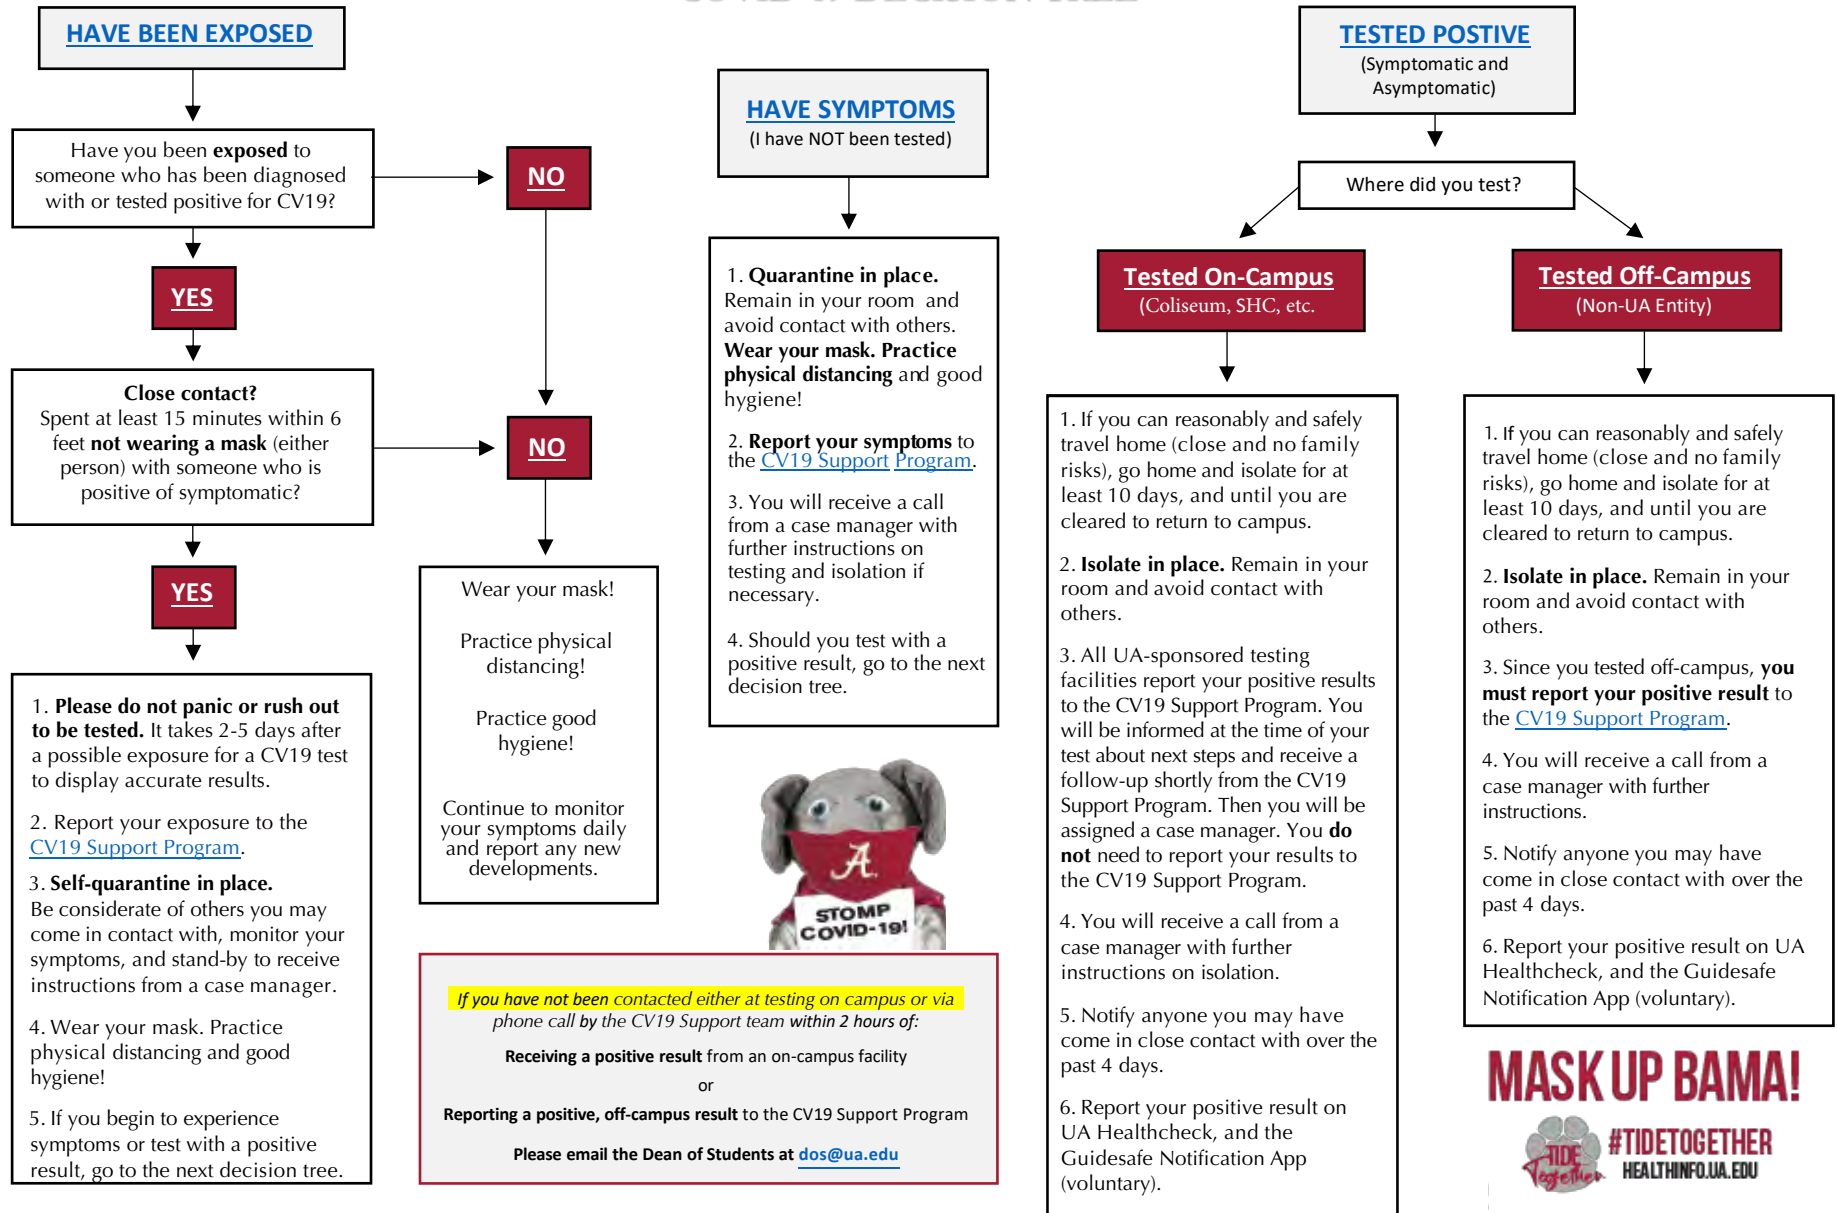 COVID-19 DECISION TREE
HAVE BEEN EXPOSED
Have you been exposed to
someone who has been diagnosed
with or tested positive for CV19?
NO
YES
Close contact?
Spent at least 15 minutes within 6
feet not wearing a mask (either
person) with someone who is
positive of symptomatic?
NO
YES
1. Please do not panic or rush out
to be tested. It takes 2-5 days after
a possible exposure for a CV19 test
to display accurate results.
2. Report your exposure to the
CV19 Support Program.
3. Self-quarantine in place.
Be considerate of others you may
come in contact with, monitor your
symptoms, and stand-by to receive
instructions from a case manager.
4. Wear your mask. Practice
physical distancing and good
hygiene!
5. If you begin to experience
symptoms or test with a positive
result, go to the next decision tree.
Wear your mask!
Practice physical
distancing!
Practice good
hygiene!
Continue to monitor
your symptoms daily
and report any new
developments.
HAVE SYMPTOMS
(I have NOT been tested)
1. Quarantine in place.
Remain in your room and
avoid contact with others.
Wear your mask. Practice
physical distancing and good
hygiene!
2. Report your symptoms to
the CV19 Support Program.
3. You will receive a call
from a case manager with
further instructions on
testing and isolation if
necessary.
4. Should you test with a
positive result, go to the next
decision tree.
A
STOMP
COVID-19!
If you have not been contacted either at testing on campus or via
phone call by the CV19 Support team within 2 hours of:
Receiving a positive result from an on-campus facility
or
Reporting a positive, off-campus result to the CV19 Support Program
Please email the Dean of Students at dos@ua.edu
TESTED POSTIVE
(Symptomatic and
Asymptomatic)
Where did you test?
Tested On-Campus
(Coliseum, SHC, etc.
1. If you can reasonably and safely
travel home (close and no family
risks), go home and isolate for at
least 10 days, and until you are
cleared to return to campus.
2. Isolate in place. Remain in your
room and avoid contact with
others.
3. All UA-sponsored testing
facilities report your positive results
to the CV19 Support Program. You
will be informed at the time of your
test about next steps and receive a
follow-up shortly from the CV19
Support Program. Then you will be
assigned a case manager. You do
not need to report your results to
the CV19 Support Program.
4. You will receive a call from a
case manager with further
instructions on isolation.
5. Notify anyone you may have
come in close contact with over the
past 4 days.
6. Report your positive result on
UA Healthcheck, and the
Guidesafe Notification App
(voluntary).
Tested Off-Campus
(Non-UA Entity)
1. If you can reasonably and safely
travel home (close and no family
risks), go home and isolate for at
least 10 days, and until you are
cleared to return to campus.
2. Isolate in place. Remain in your
room and avoid contact with
others.
3. Since you tested off-campus, you
must report your positive result to
the CV19 Support Program.
4. You will receive a call from a
case manager with further
instructions.
5. Notify anyone you may have
come in close contact with over the
past 4 days.
6. Report your positive result on UA
Healthcheck, and the Guidesafe
Notification App (voluntary).
MASK UP BAMA!
TIDE
Together
#TIDETOGETHER
HEALTHINFO.UA.EDU